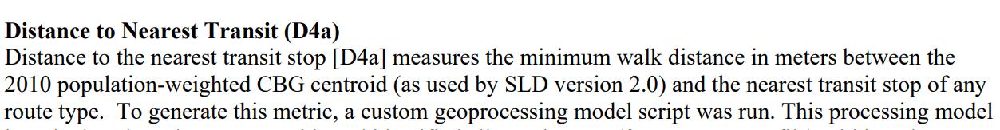 Distance to Nearest Transit (D4a)
Distance to the nearest transit stop [D4a] measures the minimum walk distance in meters between the
2010 population-weighted CBG centroid (as used by SLD version 2.0) and the nearest transit stop of any
route type.  To generate this metric, a custom geoprocessing model script was run. This processing model